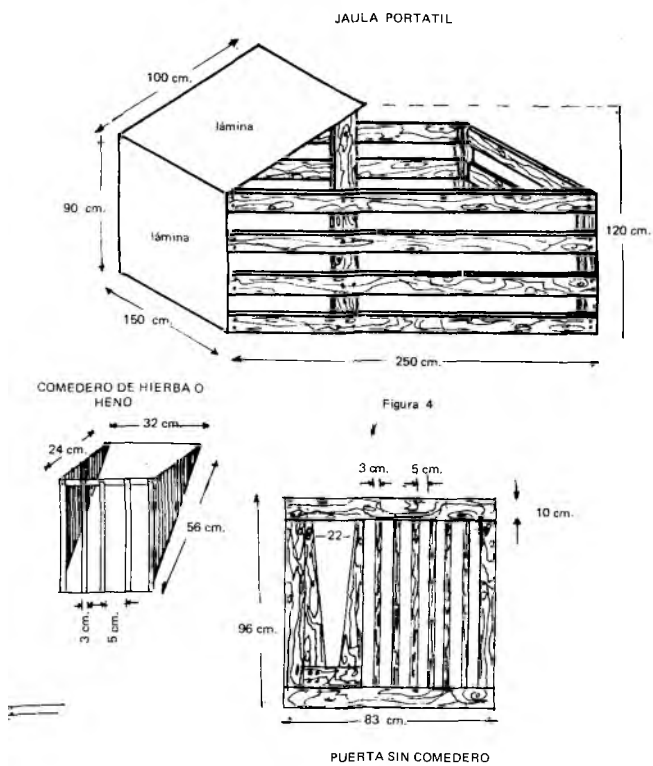 JAULA PORTATIL
100 cm.
lámina
90 cm.
lámina
120 cm.
150 cm.
250 cm.
COMEDERO DE HIERBA O
HENO
32 cm.
24 cm.
56 cm.
3 cm.
5 cm.
Figura 4
3 cm.
5 cm.
10 cm.
22
96 cm.
83 cm.
PUERTA SIN COMEDERO